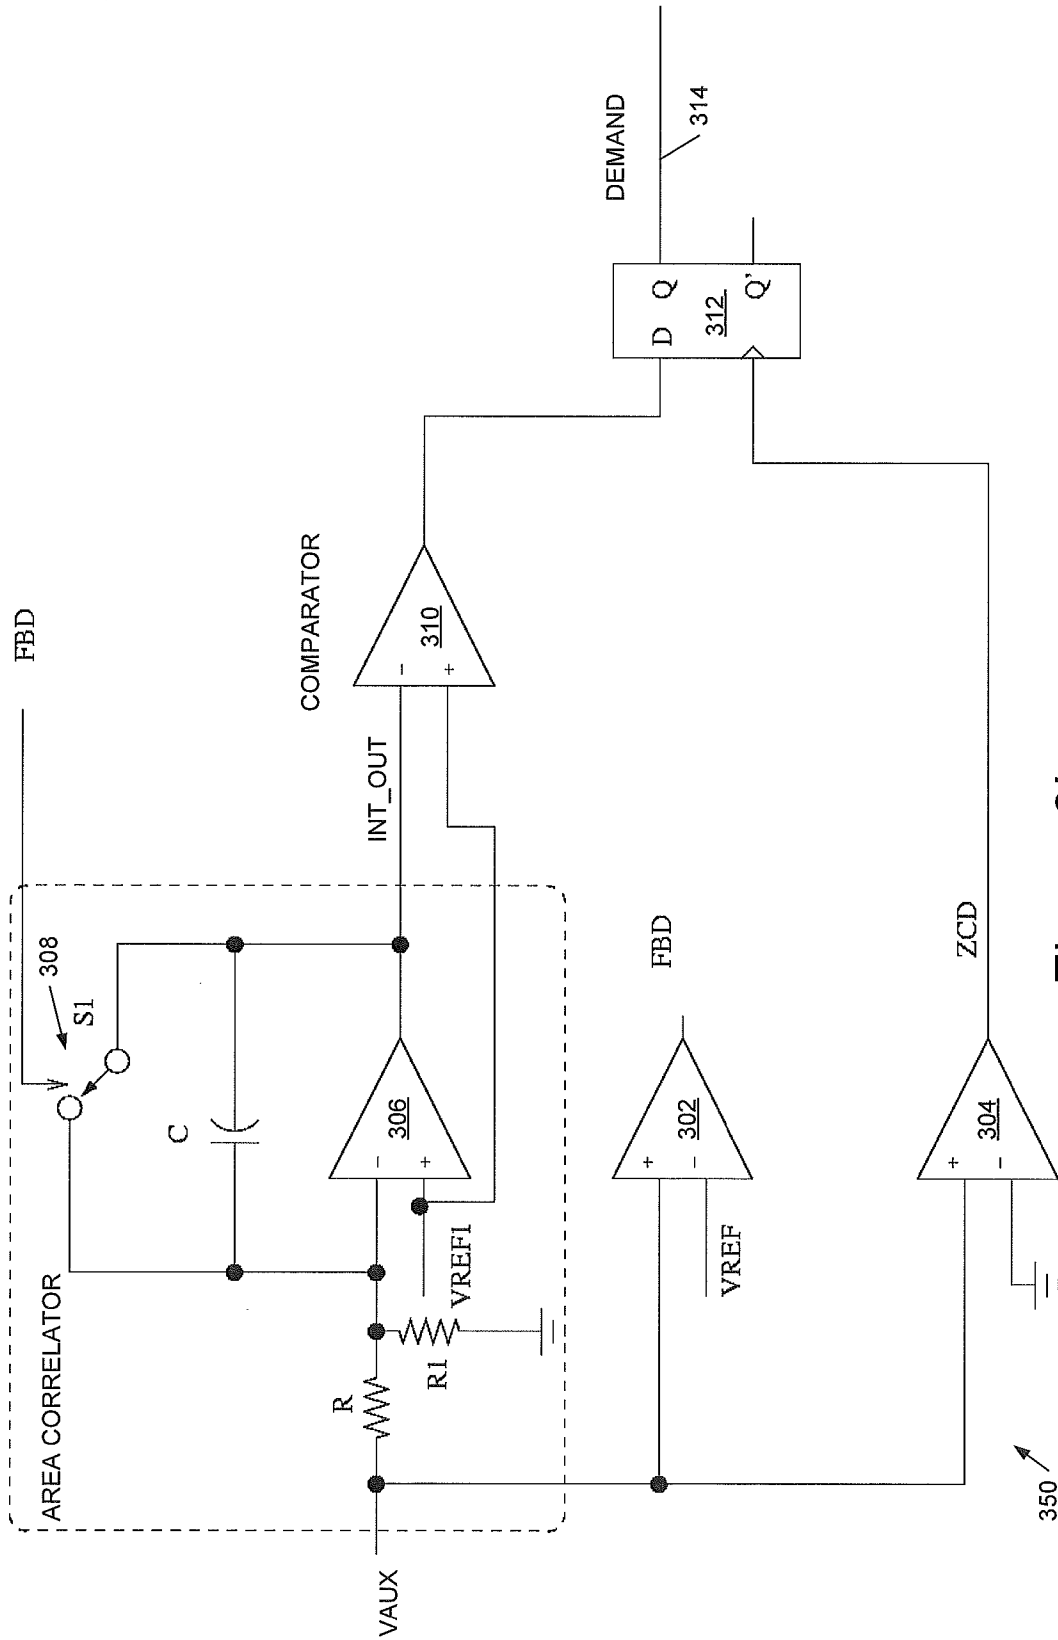 FBD
AREA CORRELATOR
308
S1
C
COMPARATOR
R
INT_OUT
VAUX
−
306
+
−
310
+
R1
VREF1
DEMAND
314
D Q
312
Q'
FBD
+
302
−
VREF
ZCD
+
304
−
350